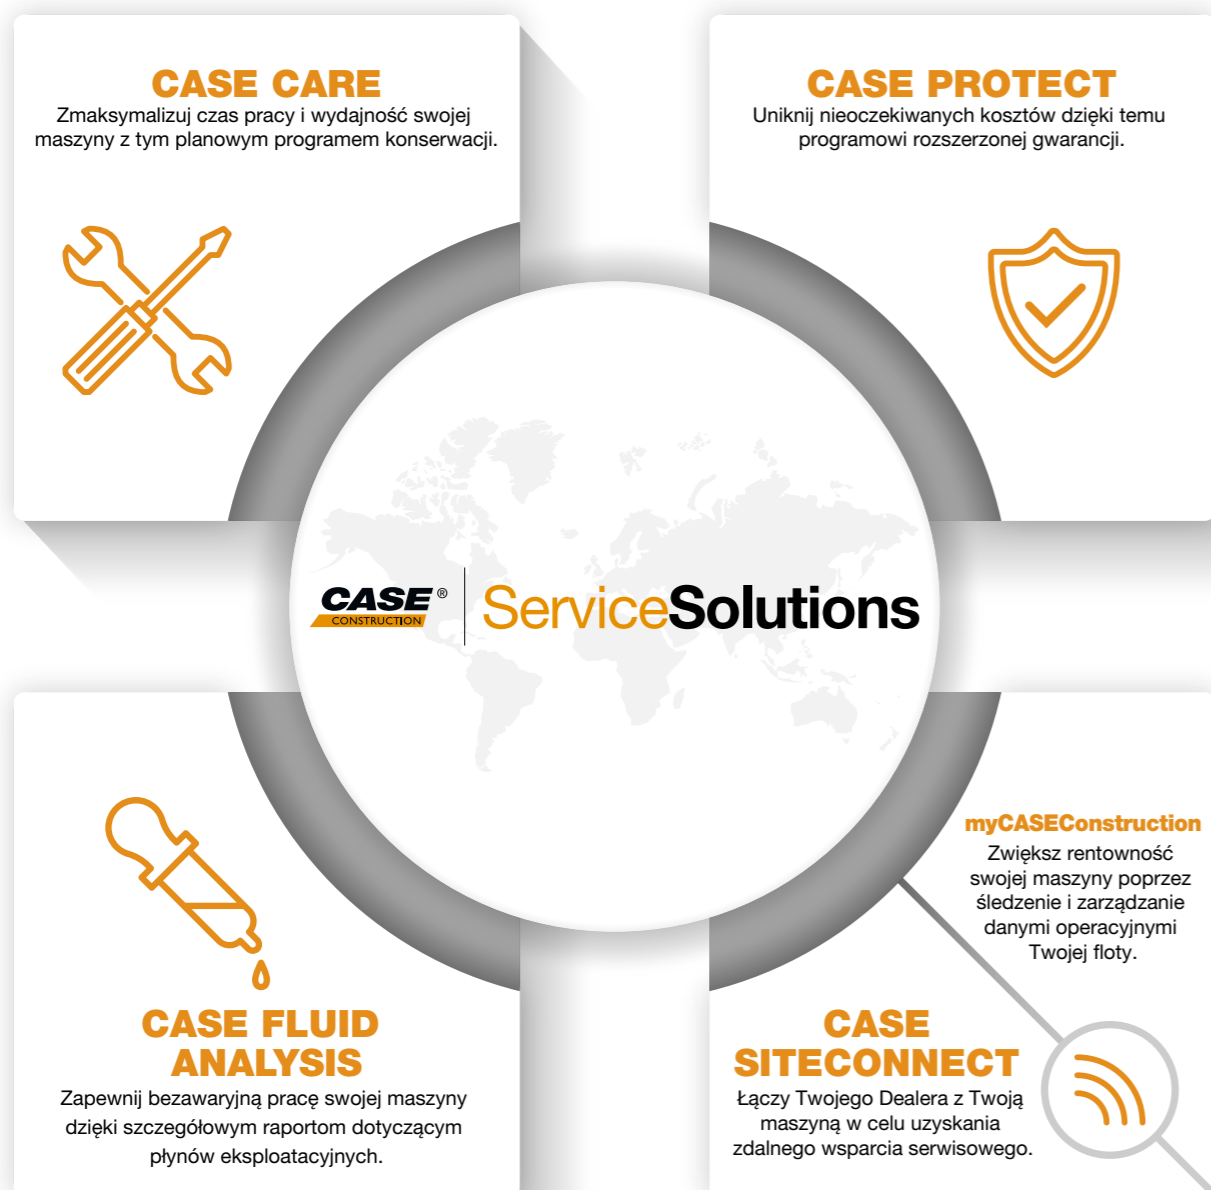 CASE CARE
Zmaksymalizuj czas pracy i wydajność swojej
maszyny z tym planowym programem konserwacji.
CASE PROTECT
Uniknij nieoczekiwanych kosztów dzięki temu
programowi rozszerzonej gwarancji.
CASE®
CONSTRUCTION
ServiceSolutions
CASE FLUID
ANALYSIS
Zapewnij bezawaryjną pracę swojej maszyny
dzięki szczegółowym raportom dotyczącym
płynów eksploatacyjnych.
myCASEConstruction
Zwiększ rentowność
swojej maszyny poprzez
śledzenie i zarządzanie
danymi operacyjnymi
Twojej floty.
CASE
SITECONNECT
Łączy Twojego Dealera z Twoją
maszyną w celu uzyskania
zdalnego wsparcia serwisowego.